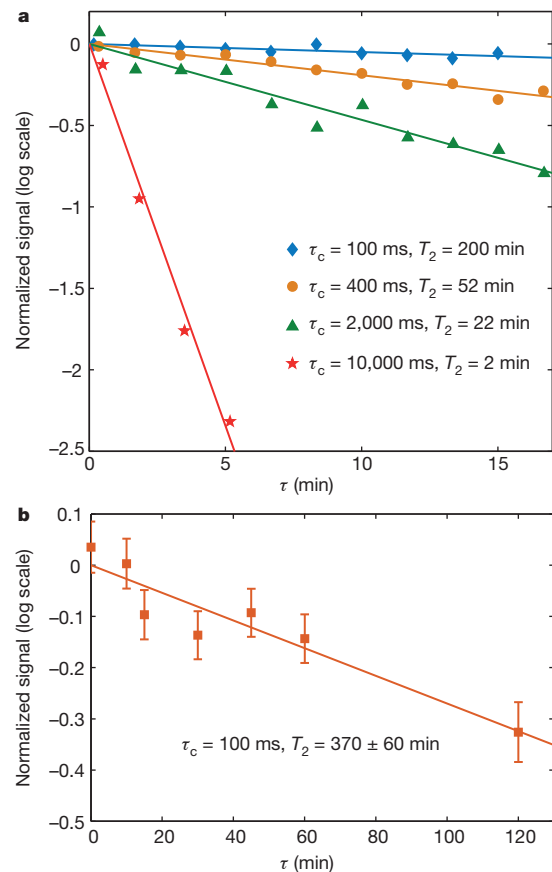 a
Normalized signal (log scale)
0
−0.5
−1
−1.5
−2
−2.5
τc = 100 ms, T2 = 200 min
τc = 400 ms, T2 = 52 min
τc = 2,000 ms, T2 = 22 min
τc = 10,000 ms, T2 = 2 min
0 5 10 15
τ (min)
b
Normalized signal (log scale)
0.1
0
−0.1
−0.2
−0.3
−0.4
−0.5
τc = 100 ms, T2 = 370 ± 60 min
0 20 40 60 80 100 120
τ (min)